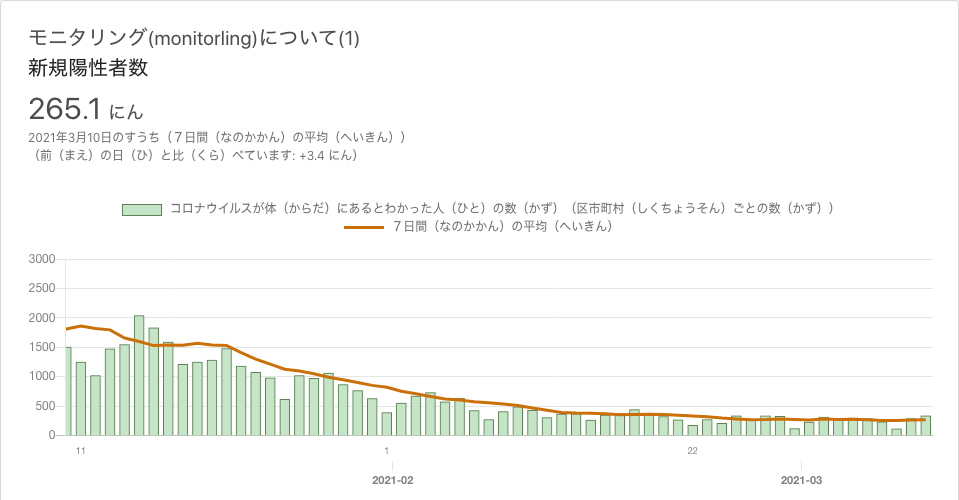 モニタリング(monitorling)について(1)
新規陽性者数
265.1 にん
2021年3月10日のすうち（７日間（なのかかん）の平均（へいきん））
（前（まえ）の日（ひ）と比（くら）べています: +3.4 にん）
コロナウイルスが体（からだ）にあるとわかった人（ひと）の数（かず）（区市町村（しくちょうそん）ごとの数（かず））
７日間（なのかかん）の平均（へいきん）
3000
2500
2000
1500
1000
500
0
11 1 22
2021-02 2021-03